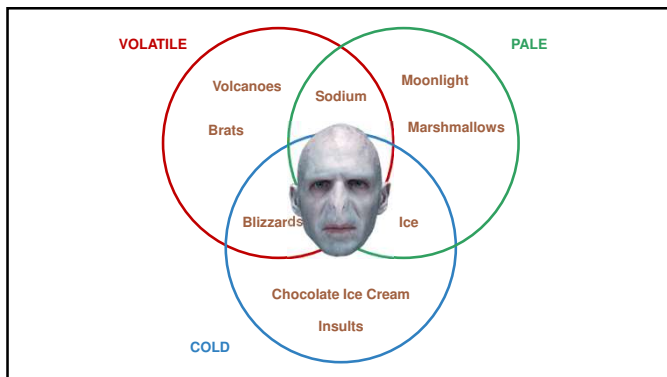 VOLATILE
PALE
Volcanoes
Moonlight
Sodium
Brats
Marshmallows
Blizzards
Ice
Chocolate Ice Cream
Insults
COLD